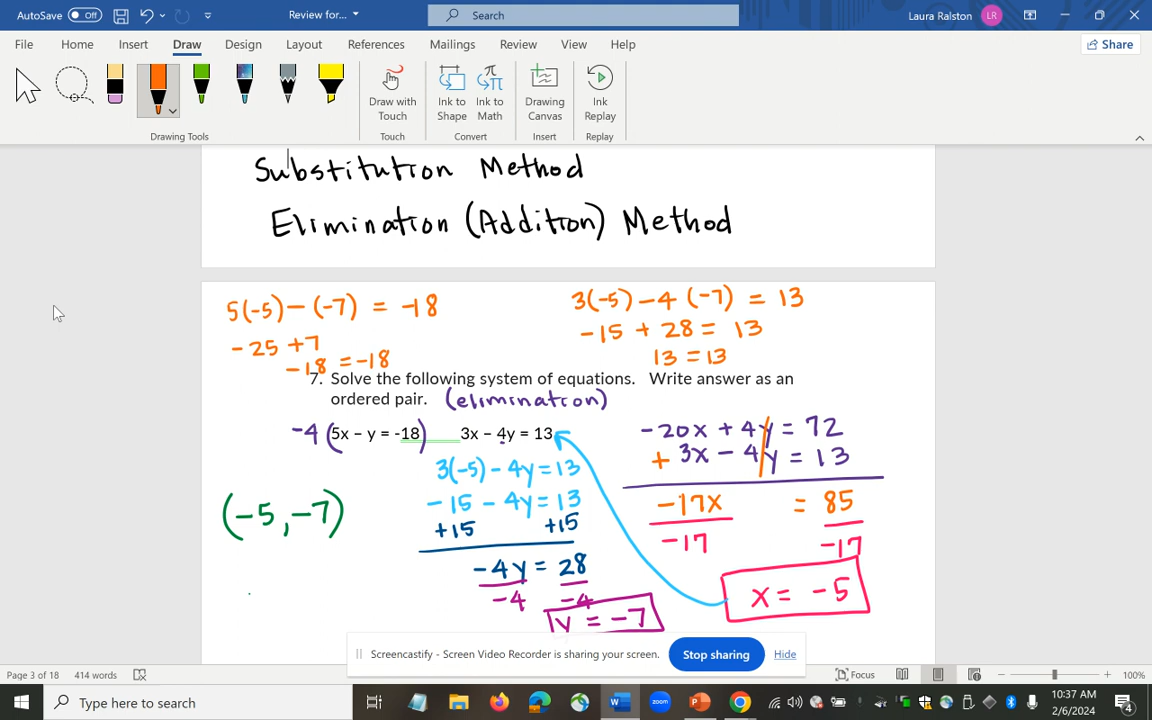 AutoSave Off Review for... Search Laura Ralston LR
File Home Insert Draw Design Layout References Mailings Review View Help Share
Draw with Touch Ink to Shape Ink to Math Drawing Canvas Ink Replay
Drawing Tools Touch Convert Insert Replay
Substitution Method
Elimination (Addition) Method
5(-5) - (-7) = -18
-25 + 7
-18 = -18
3(-5) - 4 (-7) = 13
-15 + 28 = 13
13 = 13
7. Solve the following system of equations. Write answer as an
ordered pair. (elimination)
-4 (5x – y = -18) 3x – 4y = 13
3(-5) - 4y = 13
-15 - 4y = 13
+15 +15
-4y = 28
-4 -4
y = -7
-20x + 4y = 72
+ 3x - 4y = 13
-17x = 85
-17 -17
x = -5
(-5, -7)
Screencastify - Screen Video Recorder is sharing your screen. Stop sharing Hide
Page 3 of 18 414 words Focus 100%
Type here to search zoom 10:37 AM
2/6/2024 4